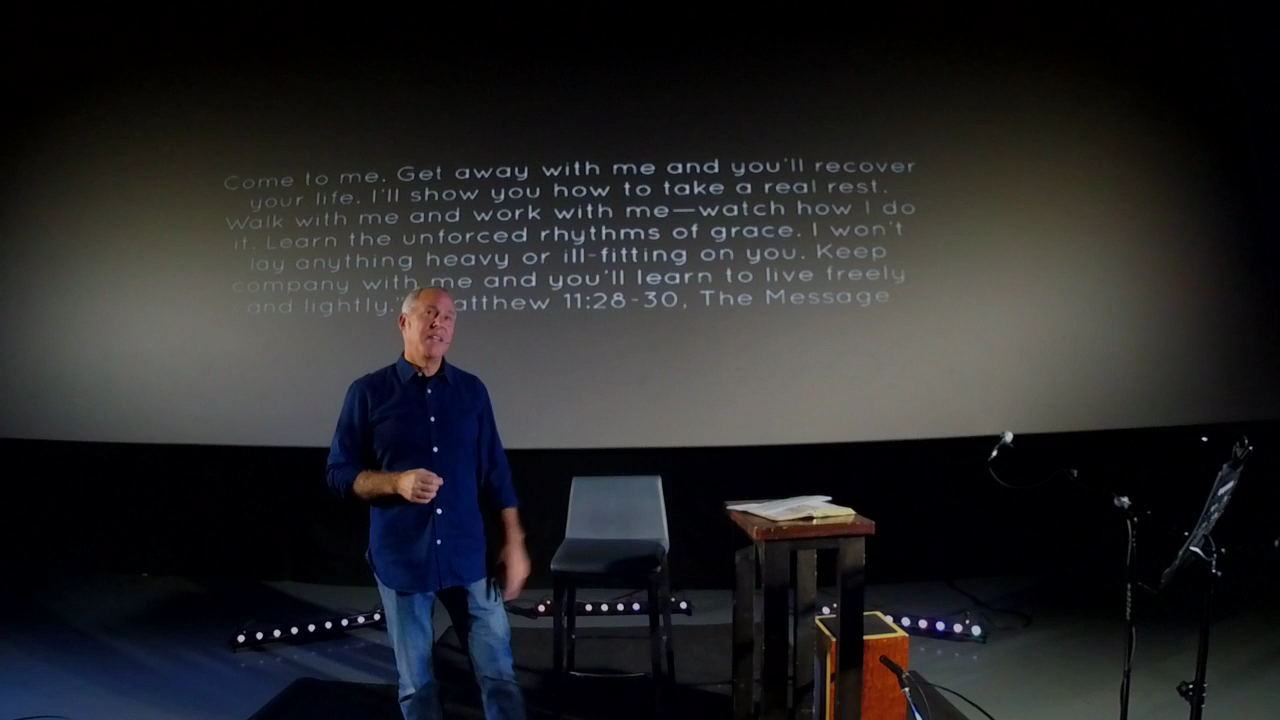 Come to me. Get away with me and you'll recover
your life. I'll show you how to take a real rest.
Walk with me and work with me—watch how I do
it. Learn the unforced rhythms of grace. I won't
lay anything heavy or ill-fitting on you. Keep
company with me and you'll learn to live freely
and lightly." atthew 11:28-30, The Message